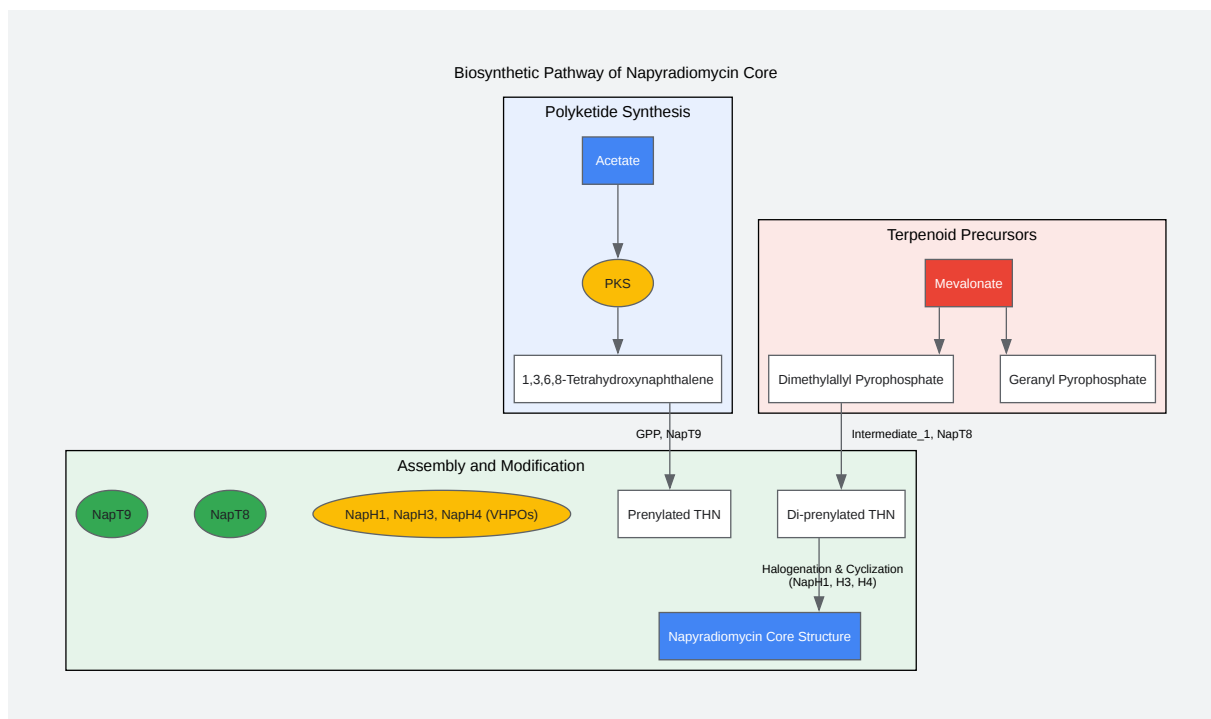 Biosynthetic Pathway of Napyradiomycin Core
Polyketide Synthesis
Acetate
PKS
1,3,6,8-Tetrahydroxynaphthalene
Terpenoid Precursors
Mevalonate
Dimethylallyl Pyrophosphate
Geranyl Pyrophosphate
GPP, NapT9
Intermediate_1, NapT8
Assembly and Modification
NapT9
NapT8
NapH1, NapH3, NapH4 (VHPOs)
Prenylated THN
Di-prenylated THN
Halogenation & Cyclization
(NapH1, H3, H4)
Napyradiomycin Core Structure